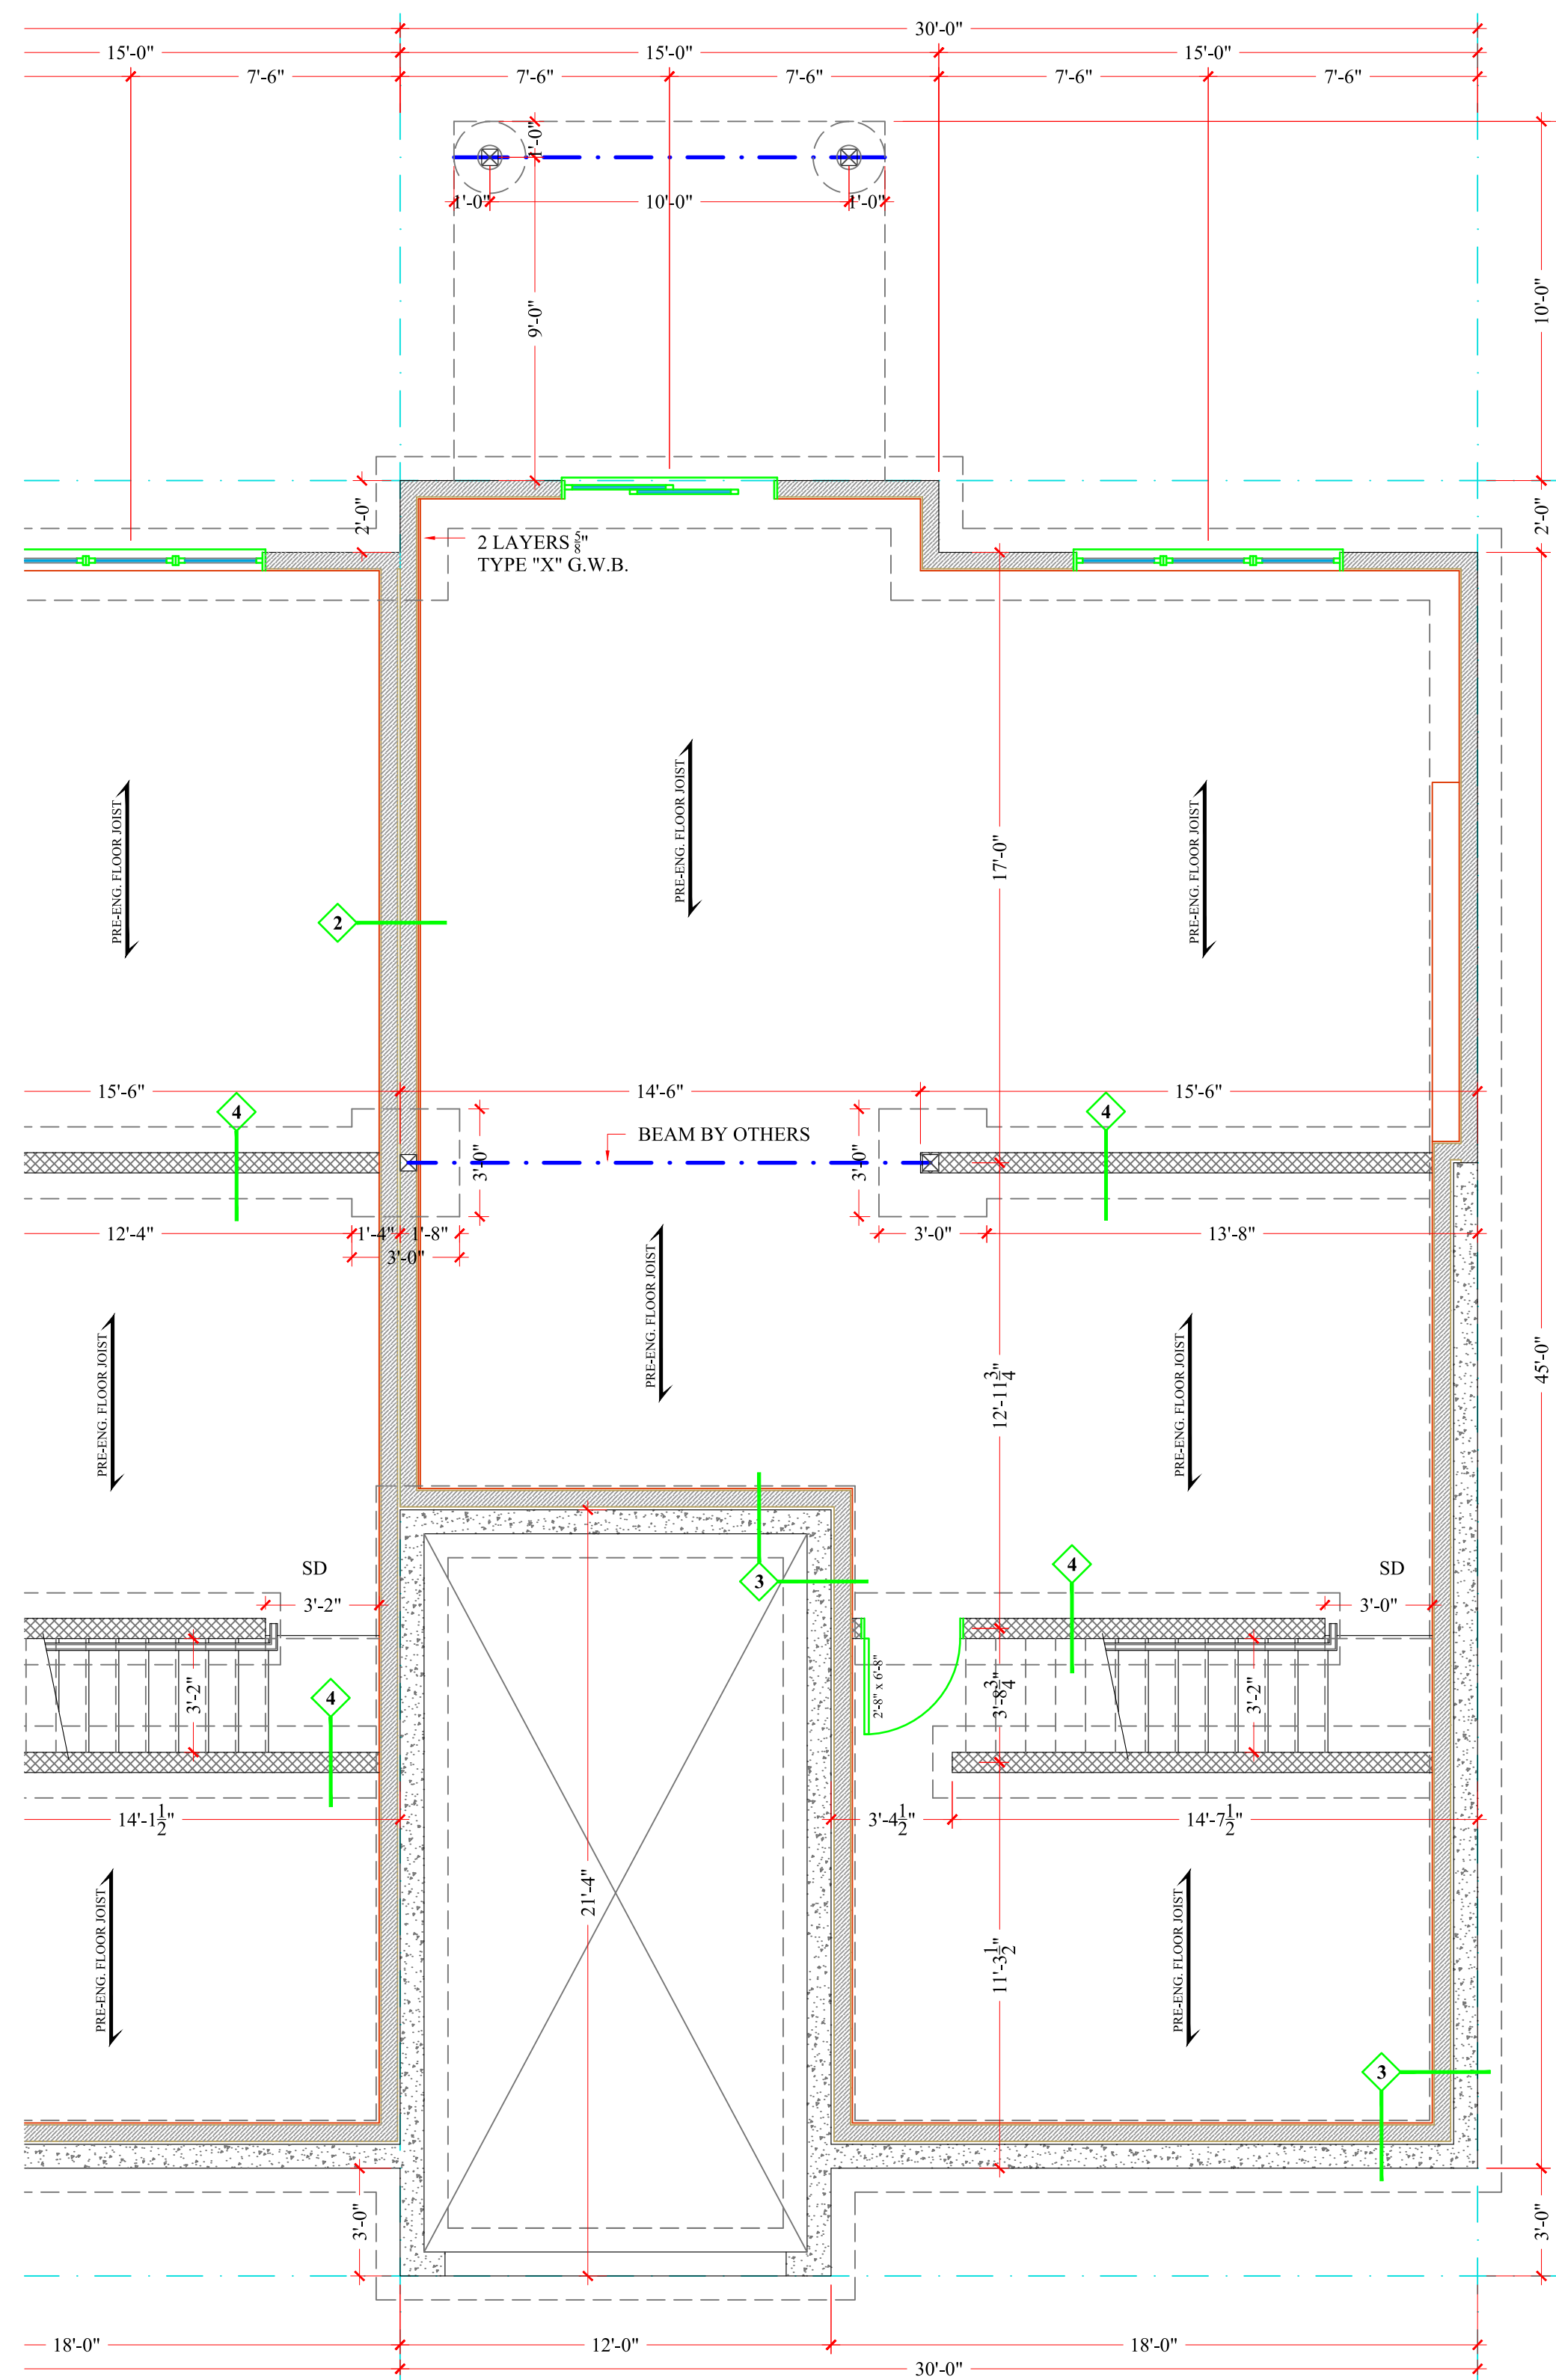 30'-0"
15'-0" 15'-0" 15'-0"
7'-6" 7'-6" 7'-6" 7'-6" 7'-6"
1'-0"
1'-0" 10'-0" 1'-0"
9'-0"
10'-0"
2'-0"
2'-0"
2 LAYERS 5/8"
TYPE "X" G.W.B.
PRE-ENG. FLOOR JOIST
PRE-ENG. FLOOR JOIST
PRE-ENG. FLOOR JOIST
17'-0"
2
15'-6" 14'-6" 15'-6"
4
4
BEAM BY OTHERS
3'-0"
3'-0"
12'-4" 1'-4" 1'-8" 3'-0" 13'-8"
3'-0"
PRE-ENG. FLOOR JOIST
PRE-ENG. FLOOR JOIST
PRE-ENG. FLOOR JOIST
12'-11 3/4"
45'-0"
SD
SD
4
3
3'-2"
3'-0"
2'-8" x 6'-8"
3'-2"
3'-8 3/4"
3'-2"
4
14'-1 1/2" 3'-4 1/2" 14'-7 1/2"
21'-4"
PRE-ENG. FLOOR JOIST
PRE-ENG. FLOOR JOIST
11'-3 1/2"
3
3'-0"
3'-0"
18'-0" 12'-0" 18'-0"
30'-0"